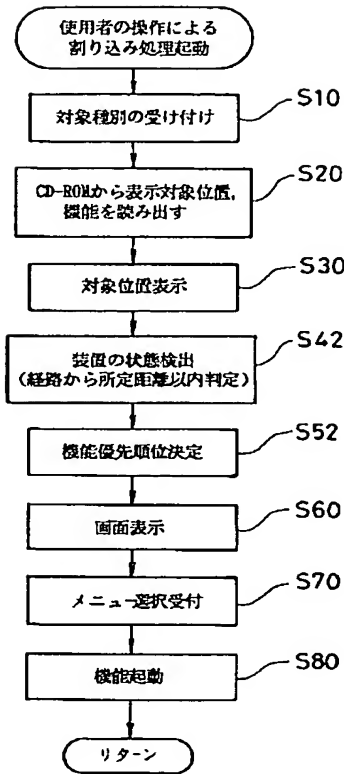 使用者の操作による
割り込み処理起動
対象種別の受け付け
S10
CD-ROMから表示対象位置,
機能を読み出す
S20
対象位置表示
S30
装置の状態検出
(経路から所定距離以内判定)
S42
機能優先順位決定
S52
画面表示
S60
メニュー選択受付
S70
機能起動
S80
リターン